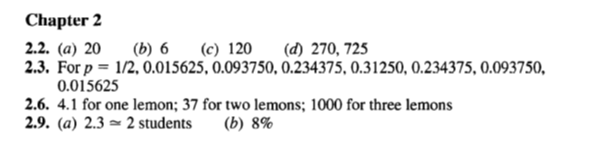 Chapter 2
2.2. (a) 20 (b) 6 (c) 120 (d) 270, 725
2.3. For p = 1/2, 0.015625, 0.093750, 0.234375, 0.31250, 0.234375, 0.093750,
0.015625
2.6. 4.1 for one lemon; 37 for two lemons; 1000 for three lemons
2.9. (a) 2.3 ≃ 2 students (b) 8%